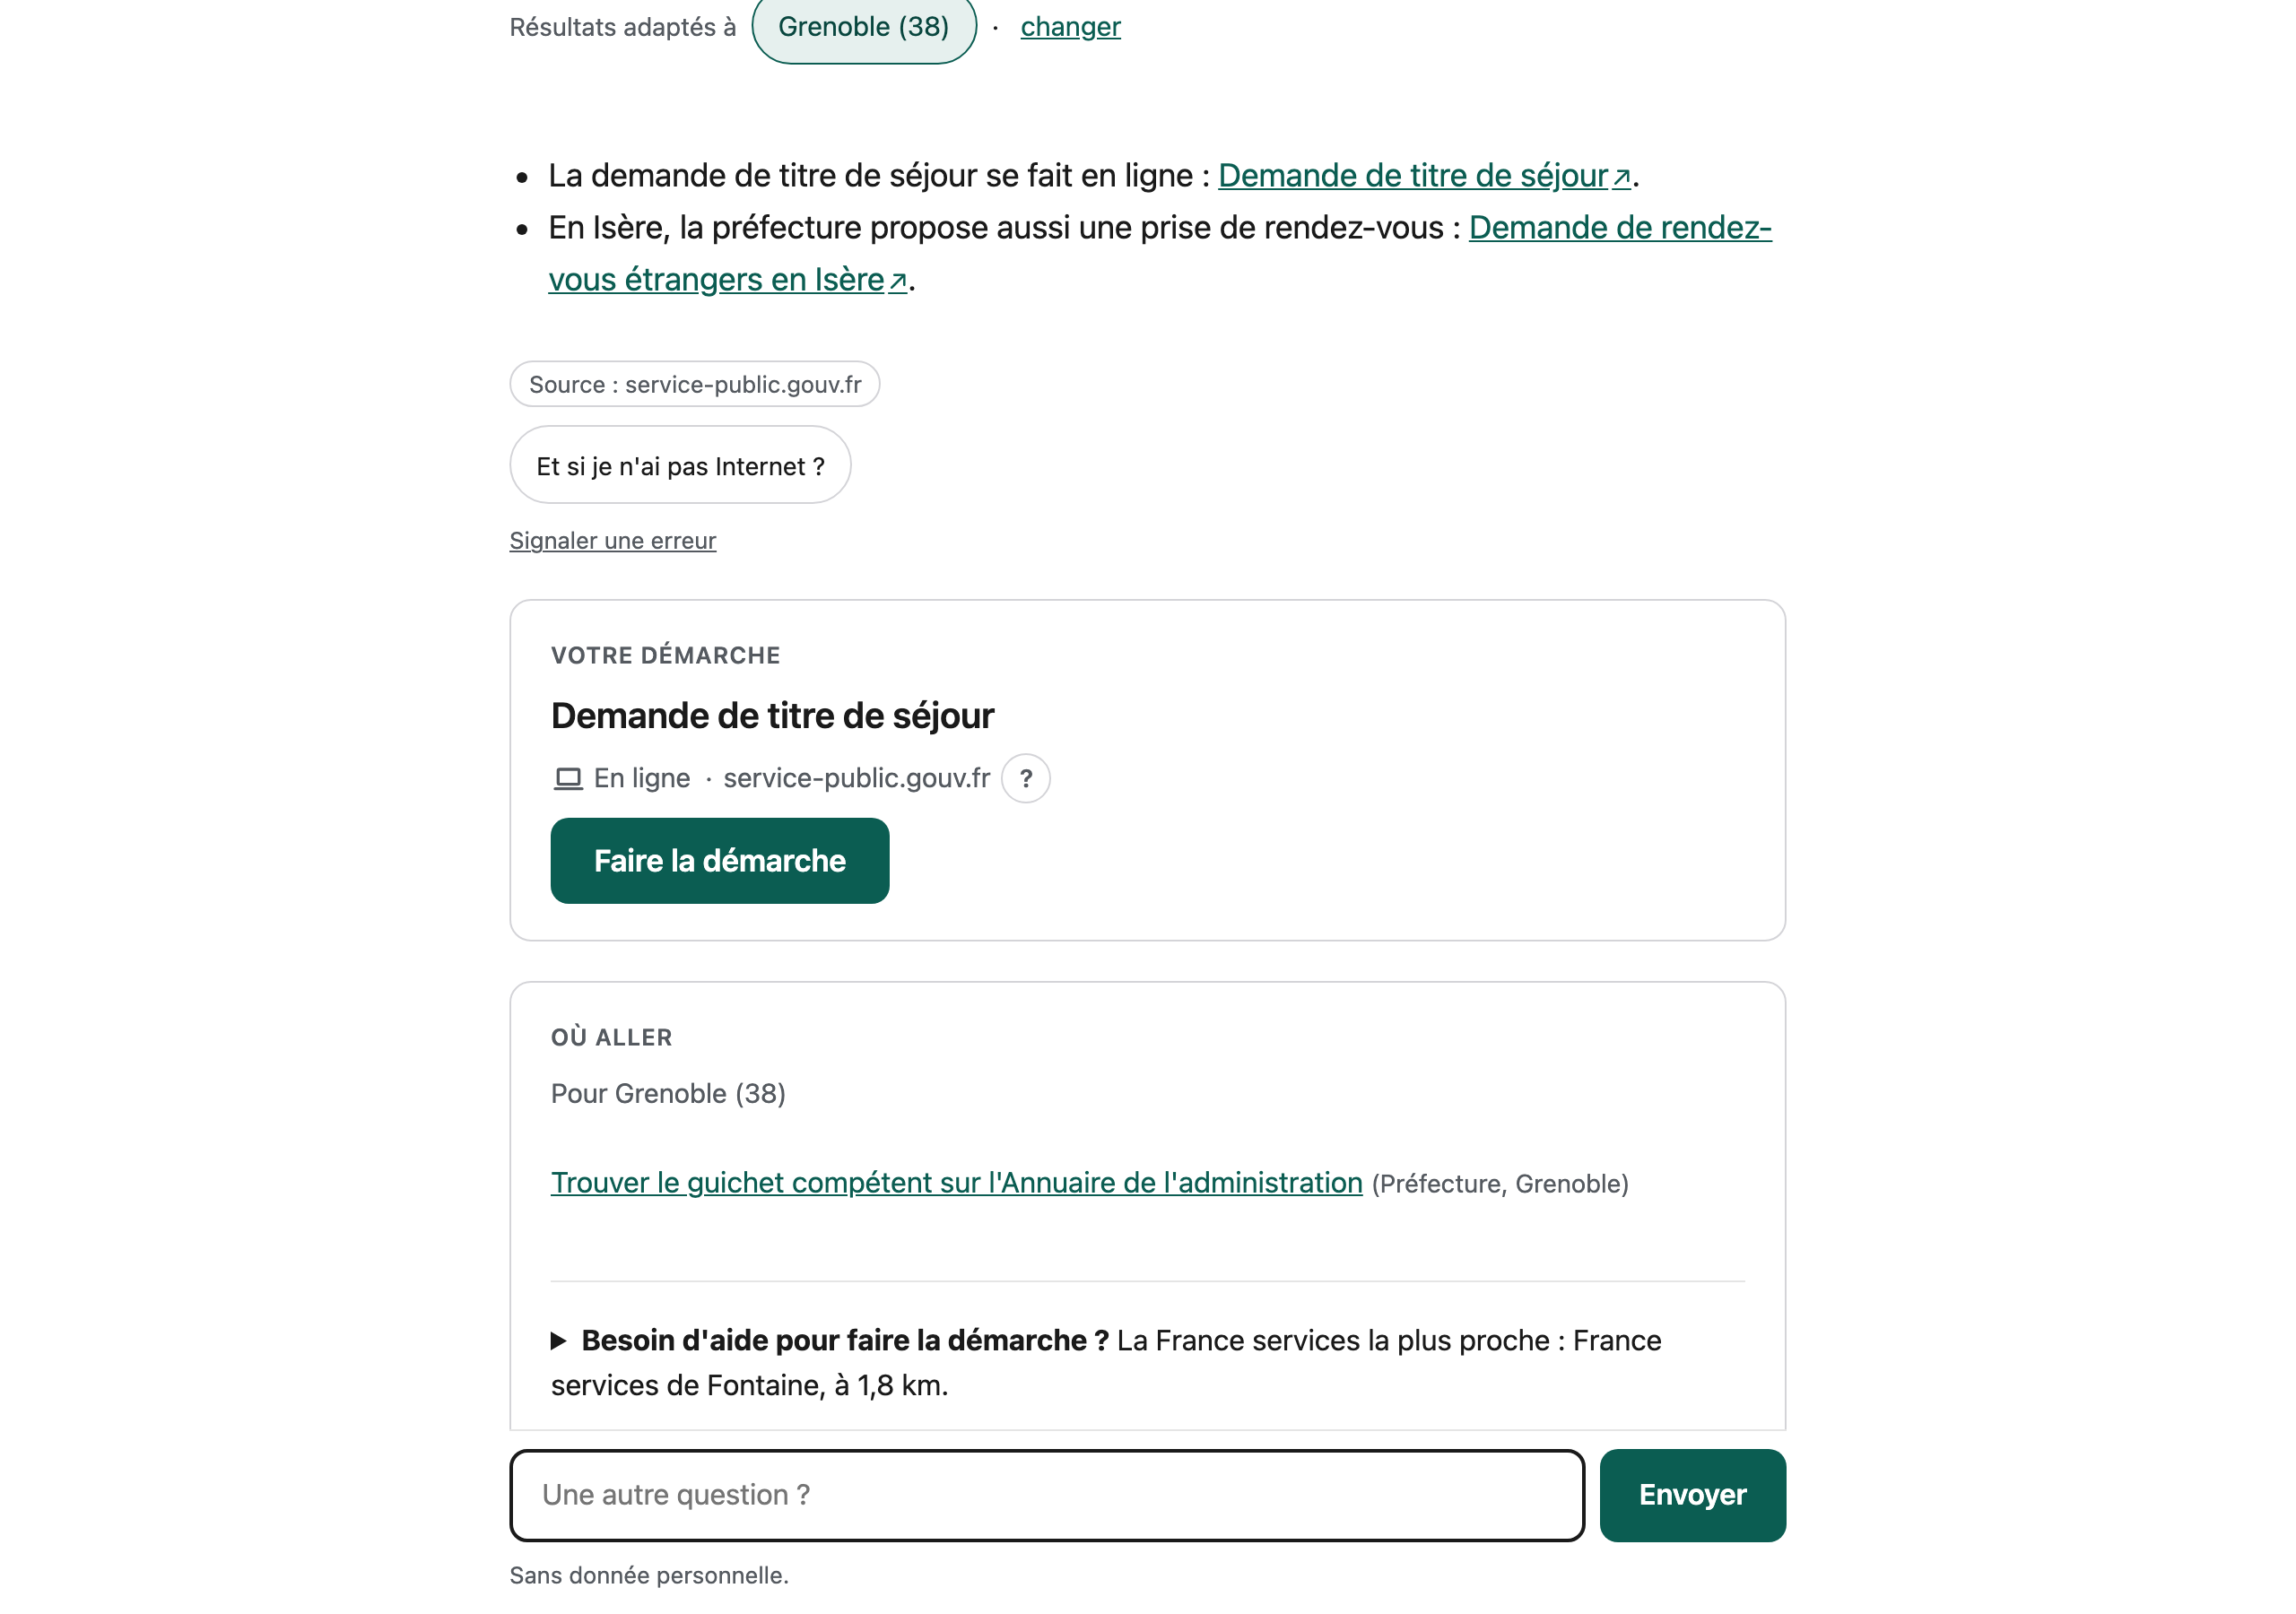 Résultats adaptés à Grenoble (38) · changer
• La demande de titre de séjour se fait en ligne : Demande de titre de séjour↗.
• En Isère, la préfecture propose aussi une prise de rendez-vous : Demande de rendez-
vous étrangers en Isère↗.
Source : service-public.gouv.fr
Et si je n'ai pas Internet ?
Signaler une erreur
VOTRE DÉMARCHE
Demande de titre de séjour
En ligne · service-public.gouv.fr ?
Faire la démarche
OÙ ALLER
Pour Grenoble (38)
Trouver le guichet compétent sur l'Annuaire de l'administration (Préfecture, Grenoble)
▶ Besoin d'aide pour faire la démarche ? La France services la plus proche : France
services de Fontaine, à 1,8 km.
Une autre question ?
Envoyer
Sans donnée personnelle.